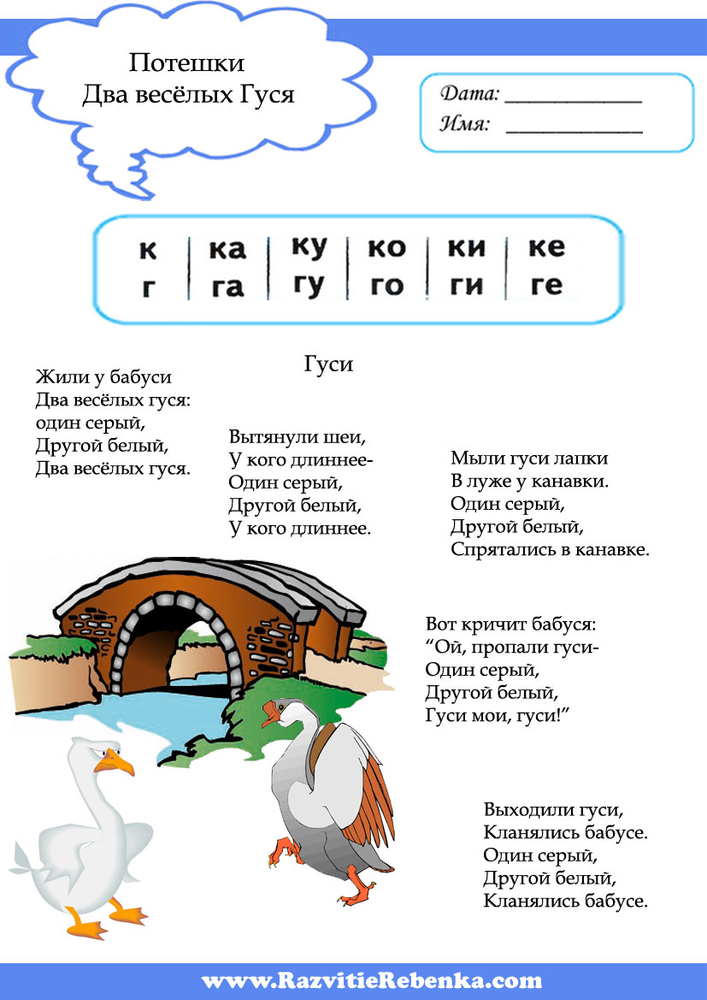 Потешки
Два весёлых Гуся
Дата: _____________
Имя: _____________
к ка ку ко ки ке
г га гу го ги ге
Гуси
Жили у бабуси
Два весёлых гуся:
один серый,
Другой белый,
Два весёлых гуся.
Вытянули шеи,
У кого длиннее-
Один серый,
Другой белый,
У кого длиннее.
Мыли гуси лапки
В луже у канавки.
Один серый,
Другой белый,
Спрятались в канавке.
Вот кричит бабуся:
“Ой, пропали гуси-
Один серый,
Другой белый,
Гуси мои, гуси!”
Выходили гуси,
Кланялись бабусе.
Один серый,
Другой белый,
Кланялись бабусе.
www.RazvitieRebenka.com